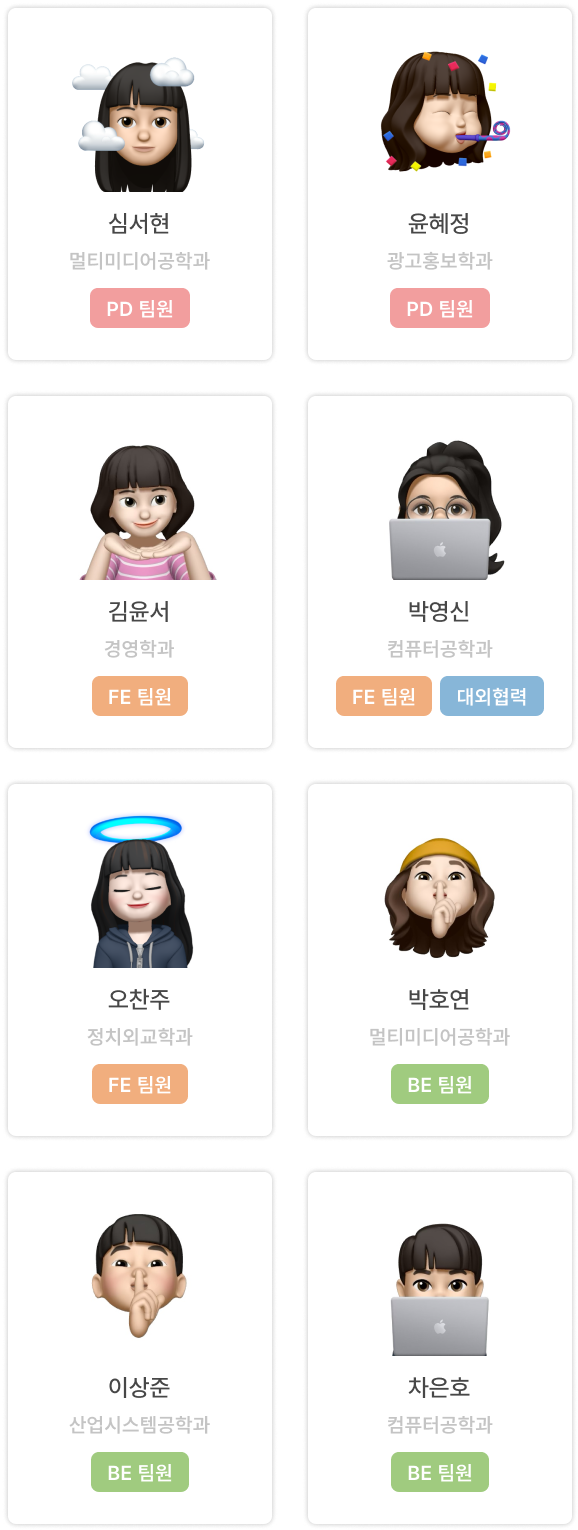 심서현
멀티미디어공학과
PD 팀원
윤혜정
광고홍보학과
PD 팀원
김윤서
경영학과
FE 팀원
박영신
컴퓨터공학과
FE 팀원 대외협력
오찬주
정치외교학과
FE 팀원
박호연
멀티미디어공학과
BE 팀원
이상준
산업시스템공학과
BE 팀원
차은호
컴퓨터공학과
BE 팀원